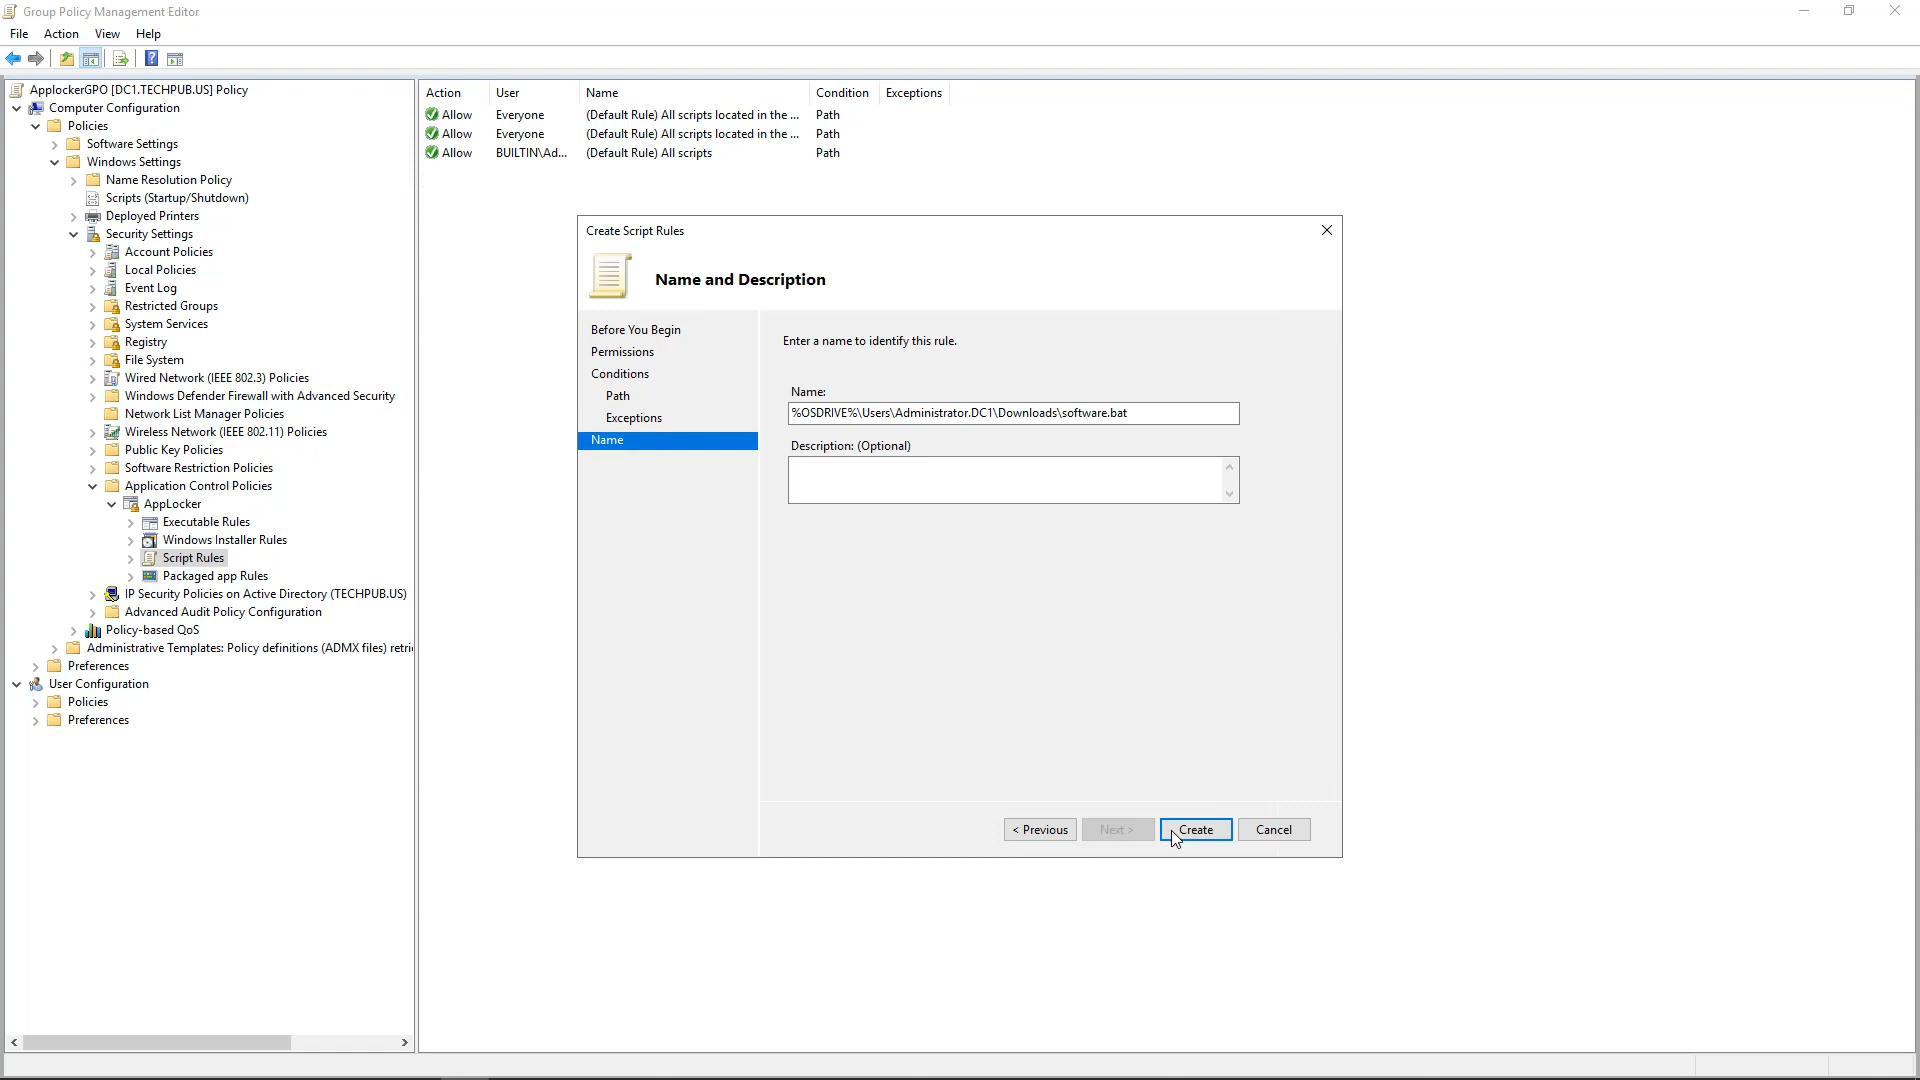 Group Policy Management Editor
File Action View Help
ApplockerGPO [DC1.TECHPUB.US] Policy
Computer Configuration
Policies
Software Settings
Windows Settings
Name Resolution Policy
Scripts (Startup/Shutdown)
Deployed Printers
Security Settings
Account Policies
Local Policies
Event Log
Restricted Groups
System Services
Registry
File System
Wired Network (IEEE 802.3) Policies
Windows Defender Firewall with Advanced Security
Network List Manager Policies
Wireless Network (IEEE 802.11) Policies
Public Key Policies
Software Restriction Policies
Application Control Policies
AppLocker
Executable Rules
Windows Installer Rules
Script Rules
Packaged app Rules
IP Security Policies on Active Directory (TECHPUB.US)
Advanced Audit Policy Configuration
Policy-based QoS
Administrative Templates: Policy definitions (ADMX files) retri
Preferences
User Configuration
Policies
Preferences
Action User Name Condition Exceptions
Allow Everyone (Default Rule) All scripts located in the ... Path
Allow Everyone (Default Rule) All scripts located in the ... Path
Allow BUILTIN\Ad... (Default Rule) All scripts Path
Create Script Rules
Name and Description
Before You Begin
Permissions
Conditions
Path
Exceptions
Name
Enter a name to identify this rule.
Name:
%OSDRIVE%\Users\Administrator.DC1\Downloads\software.bat
Description: (Optional)
< Previous Next > Create Cancel